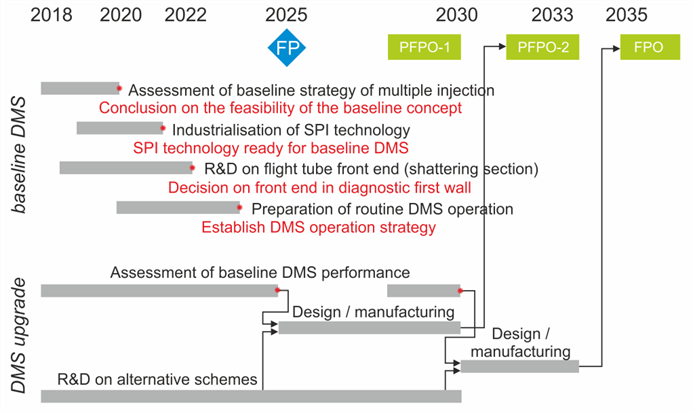 2018 2020 2022 2025 2030 2033 2035
FP PFPO-1 PFPO-2 FPO
baseline DMS
Assessment of baseline strategy of multiple injection
Conclusion on the feasibility of the baseline concept
Industrialisation of SPI technology
SPI technology ready for baseline DMS
R&D on flight tube front end (shattering section)
Decision on front end in diagnostic first wall
Preparation of routine DMS operation
Establish DMS operation strategy
DMS upgrade
Assessment of baseline DMS performance
Design / manufacturing
Design /
manufacturing
R&D on alternative schemes